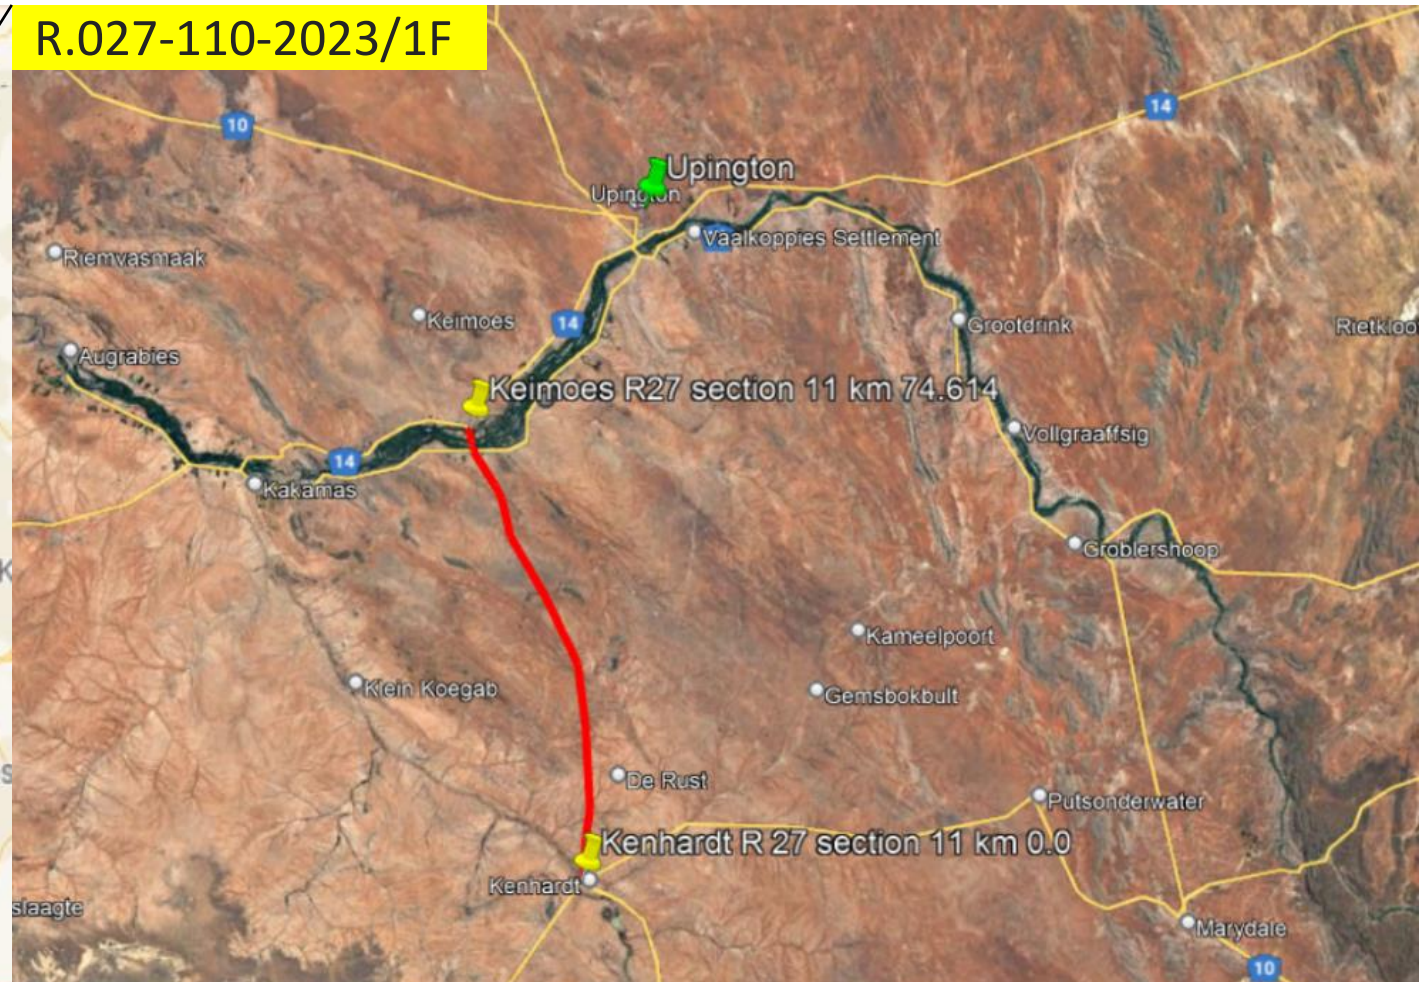 R.027-110-2023/1F
10
14
Upington
Upington
Vaalkoppies Settlement
Riemvasmaak
Keimoes
14
Grootdrink
Rietkloo
Augrabies
Keimoes R27 section 11 km 74.614
Vollgraaffsig
14
Kakamas
Groblershoop
K
Kameelpoort
Klein Koegab
Gemsbokbult
s
De Rust
Putsonderwater
Kenhardt R 27 section 11 km 0.0
Kenhardt
slaagte
Marydale
10